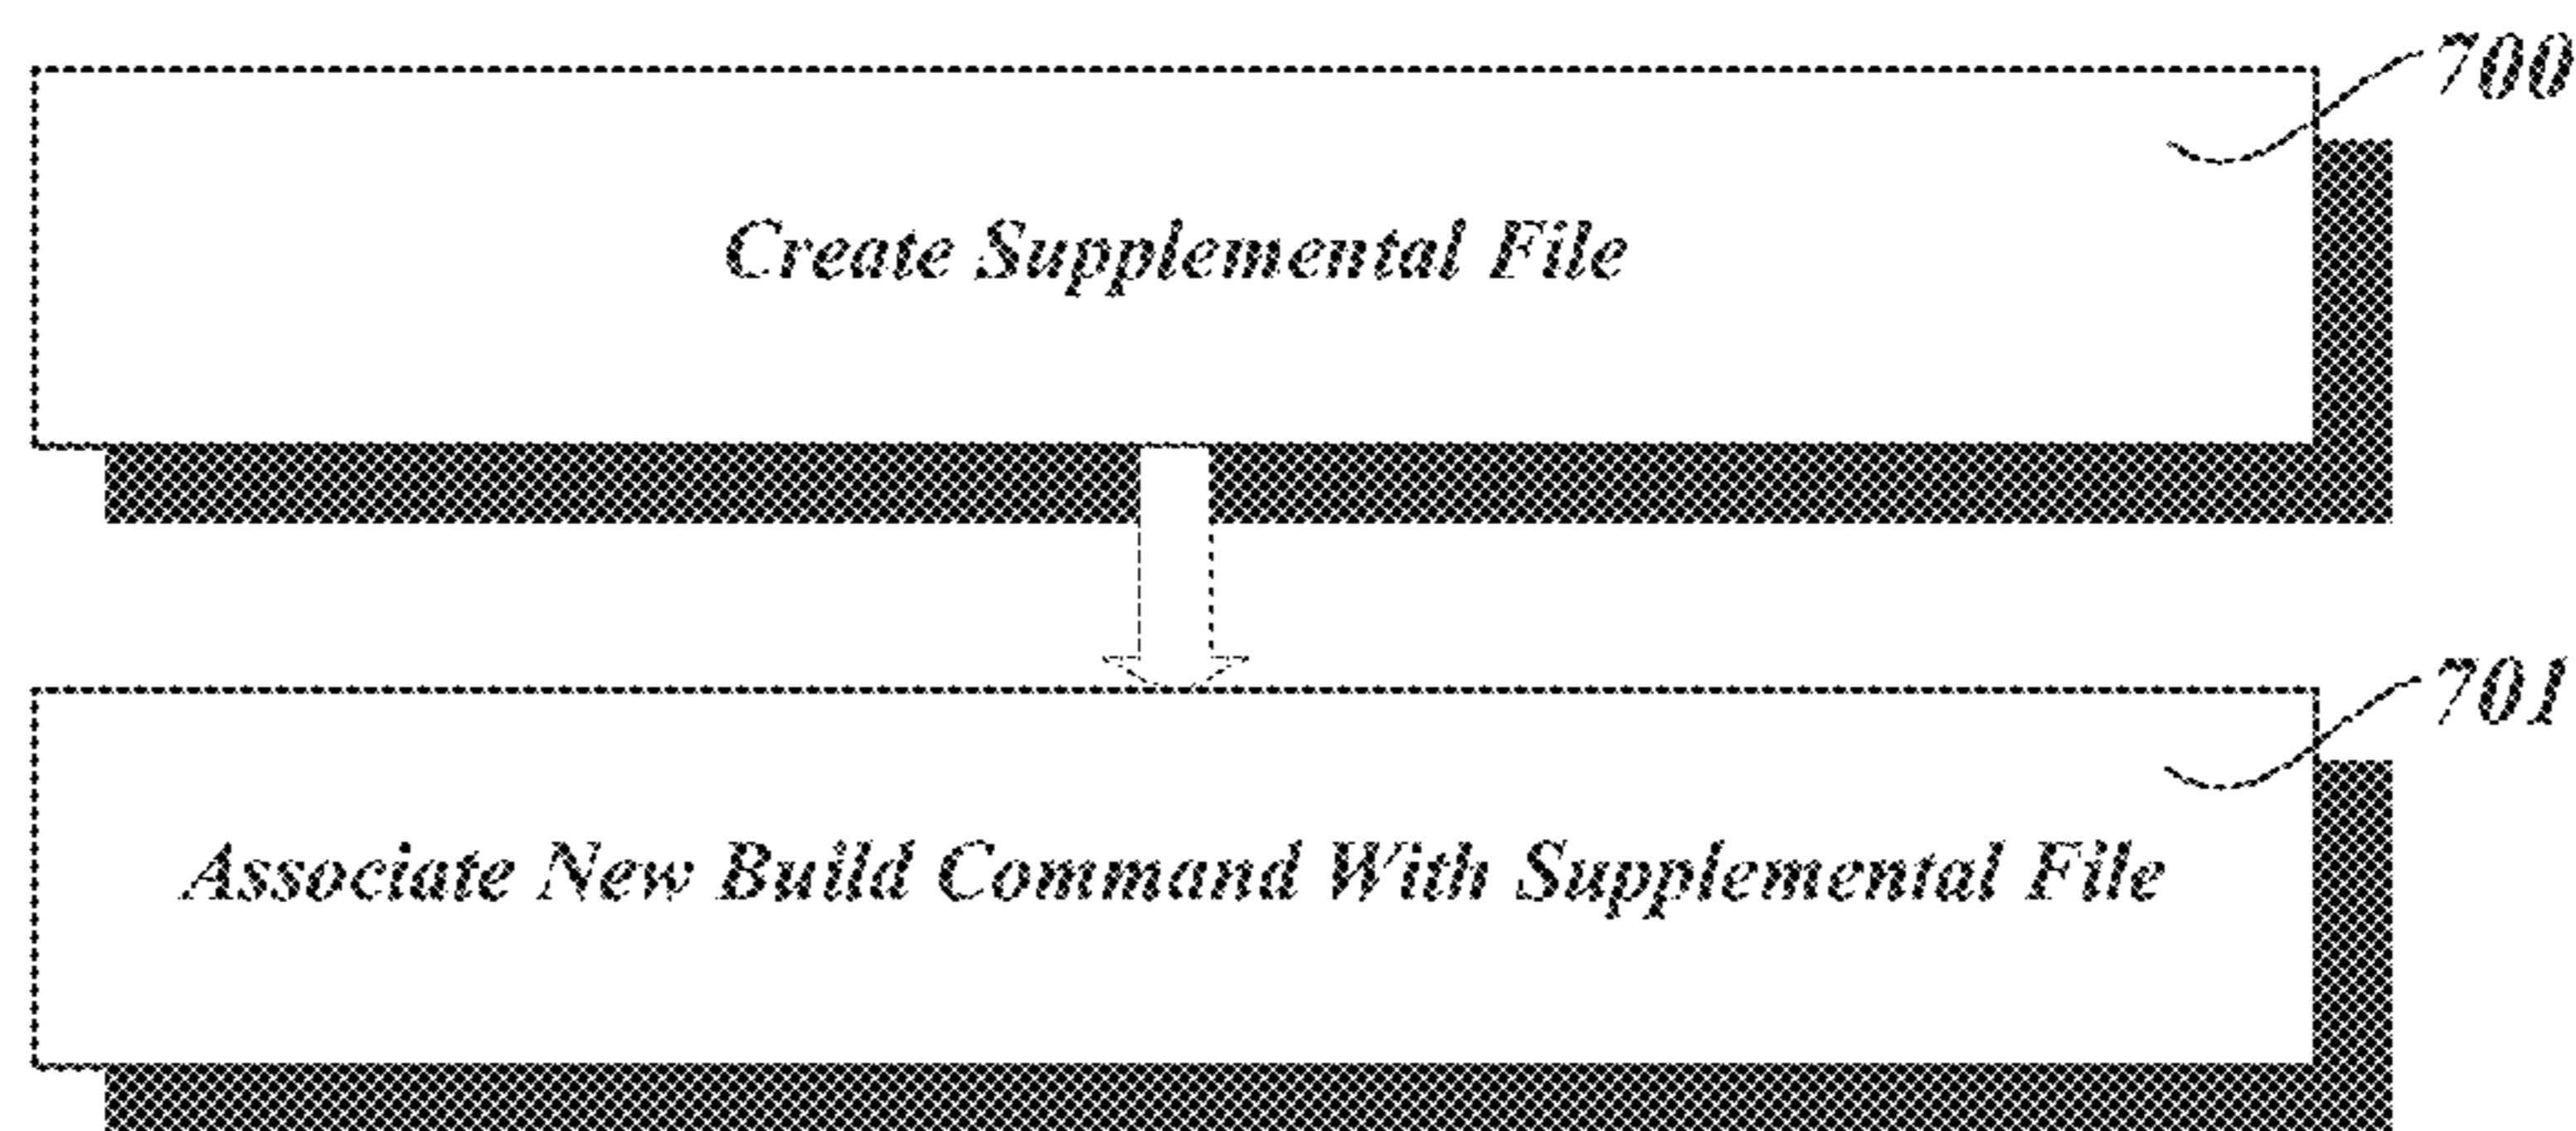 700
Create Supplemental File
701
Associate New Build Command With Supplemental File